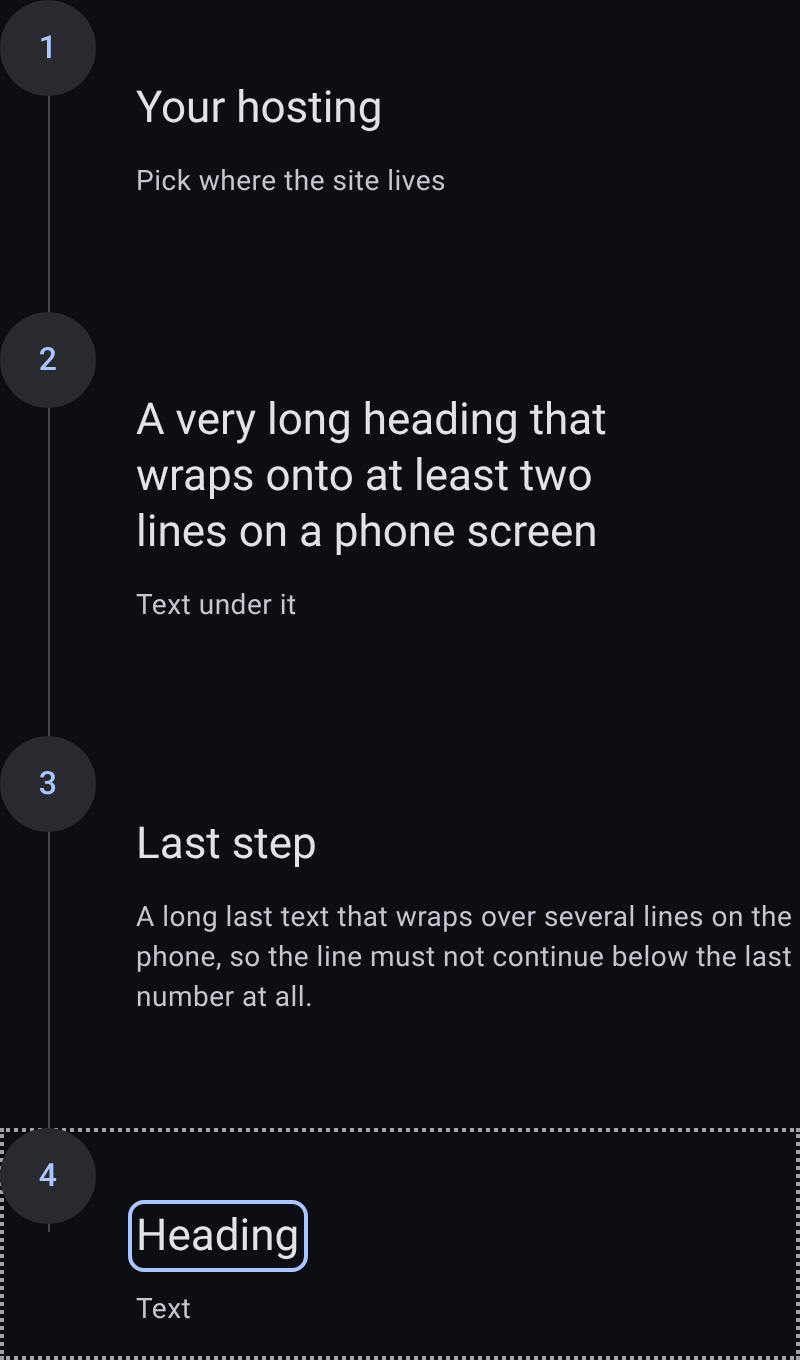 1
Your hosting
Pick where the site lives
2
A very long heading that
wraps onto at least two
lines on a phone screen
Text under it
3
Last step
A long last text that wraps over several lines on the
phone, so the line must not continue below the last
number at all.
4
Heading
Text